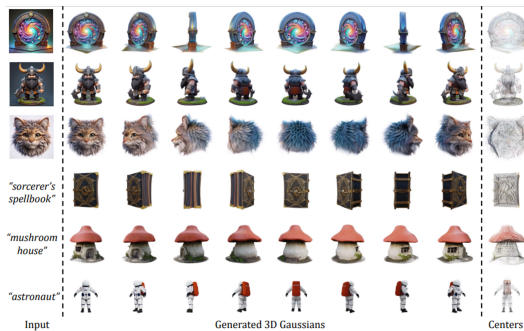 "sorcerer's
spellbook"
"mushroom
house"
"astronaut"
Input
Generated 3D Gaussians
Centers